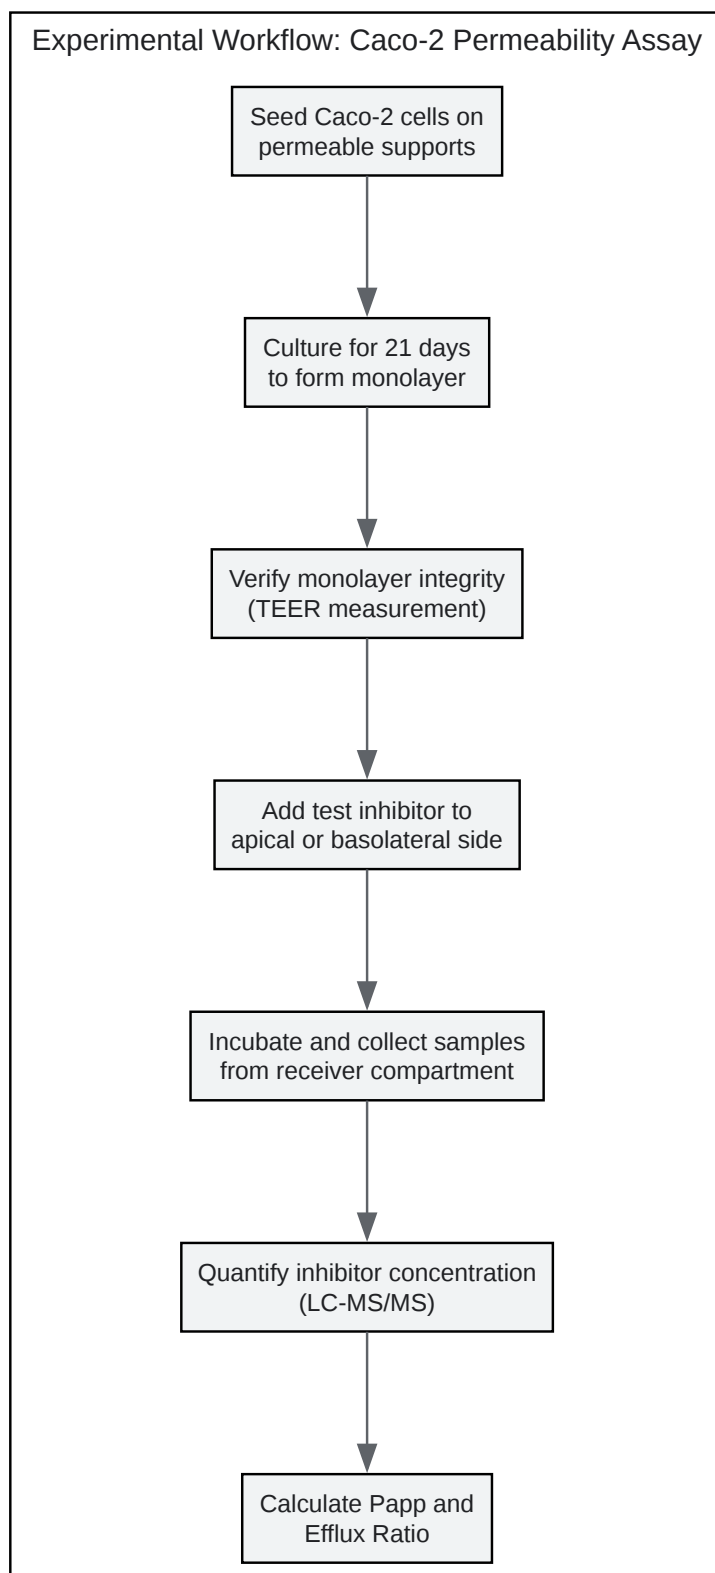 Experimental Workflow: Caco-2 Permeability Assay
Seed Caco-2 cells on
permeable supports
Culture for 21 days
to form monolayer
Verify monolayer integrity
(TEER measurement)
Add test inhibitor to
apical or basolateral side
Incubate and collect samples
from receiver compartment
Quantify inhibitor concentration
(LC-MS/MS)
Calculate Papp and
Efflux Ratio